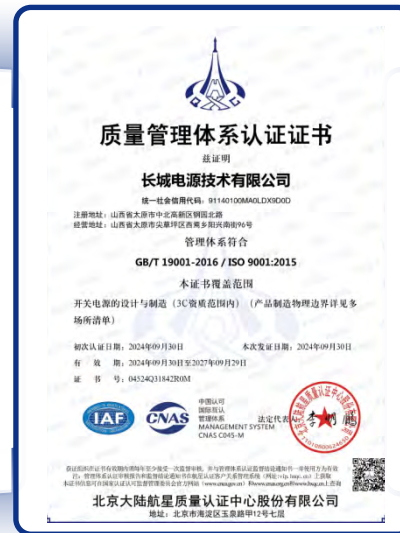 质量管理体系认证证书
兹证明
长城电源技术有限公司
统一社会信用代码：91140100MA0LDX9D0D
注册地址：山西省太原市中北高新区钢园北路
经营地址：山西省太原市尖草坪区西焉乡阳兴南街96号
管理体系符合
GB/T 19001-2016 / ISO 9001:2015
本证书覆盖范围
开关电源的设计与制造（3C资质范围内）（产品制造物理边界详见多
场所清单）
初次认证日期：2024年09月30日 本次发证日期：2024年09月30日
有 效 期：2024年09月30日至2027年09月29日
证 书 号：04524Q31842R0M
IAF
CNAS
中国认可
国际互认
管理体系
MANAGEMENT SYSTEM
CNAS C045-M
法定代表人
北京大陆航星质量认证中心股份有限公司
地址：北京市海淀区玉泉路甲12号七层